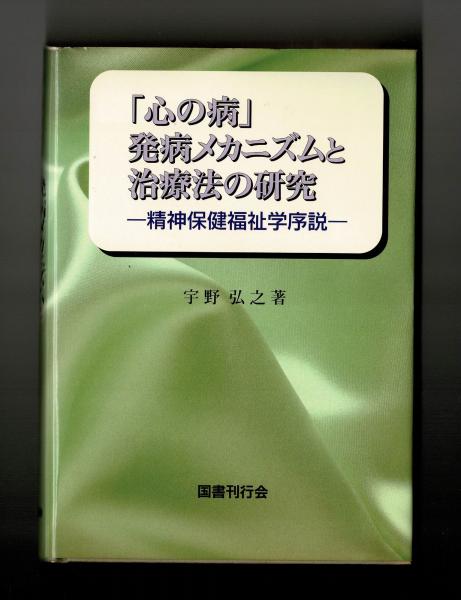 「心の病」
発病メカニズムと
治療法の研究
―精神保健福祉学序説―
宇野弘之著
国書刊行会